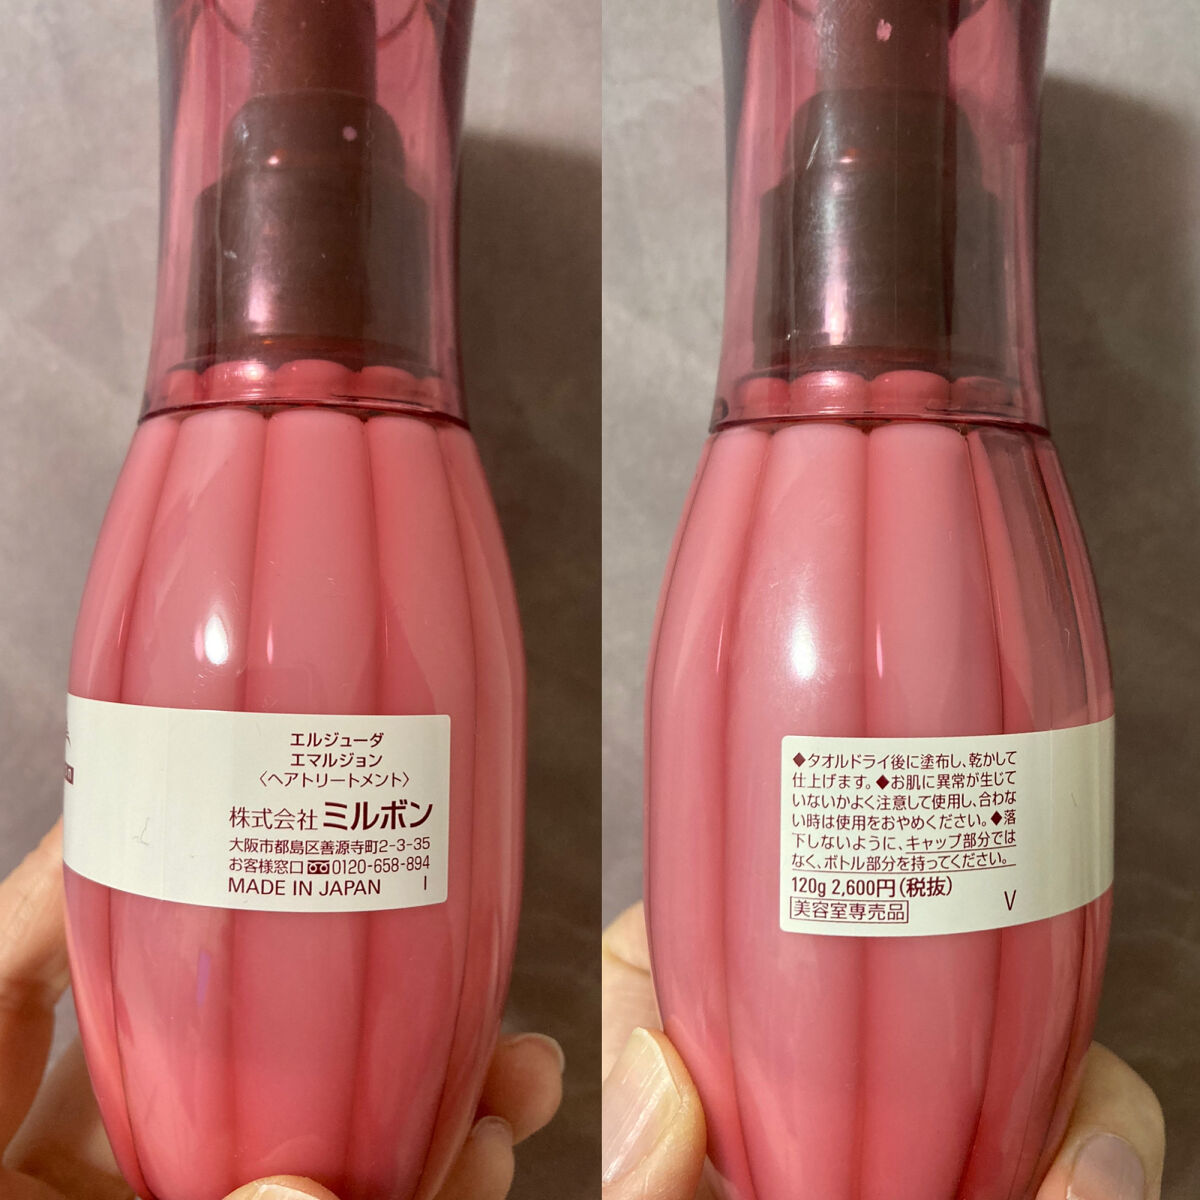 エルジューダ
エマルジョン
〈ヘアトリートメント〉
株式会社 ミルボン
大阪市都島区善源寺町2-3-35
お客様窓口 0120-658-894
MADE IN JAPAN I
◆タオルドライ後に塗布し、乾かして
仕上げます。◆お肌に異常が生じて
いないかよく注意して使用し、合わな
い時は使用をおやめください。◆落
下しないように、キャップ部分では
なく、ボトル部分を持ってください。
120g 2,600円(税抜)
美容室専売品 V